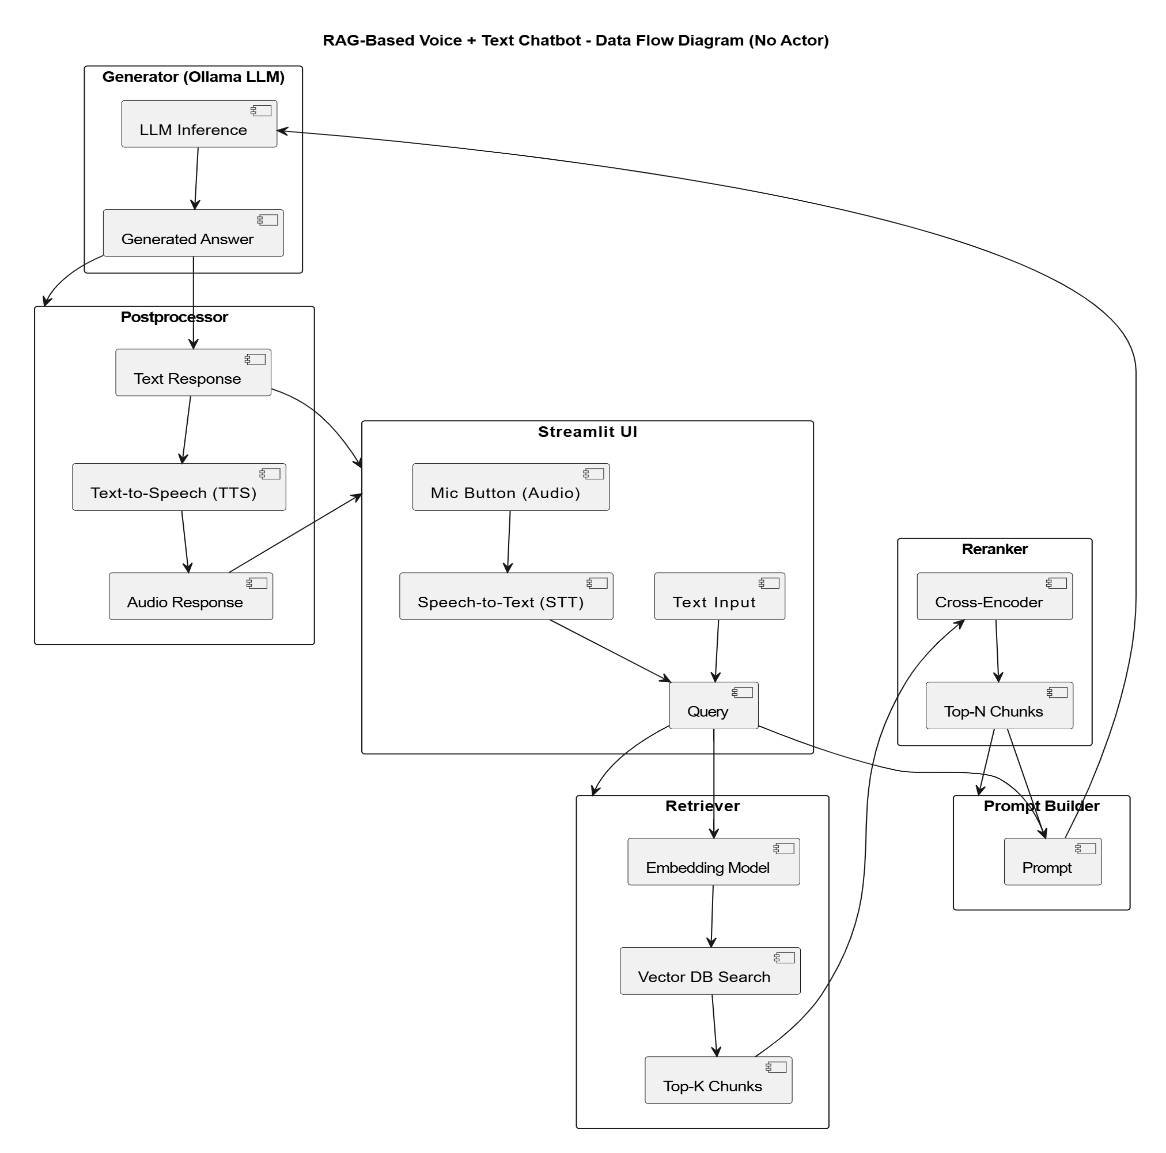 RAG-Based Voice + Text Chatbot - Data Flow Diagram (No Actor)
Generator (Ollama LLM)
LLM Inference
Generated Answer
Postprocessor
Text Response
Text-to-Speech (TTS)
Audio Response
Streamlit UI
Mic Button (Audio)
Speech-to-Text (STT)
Text Input
Query
Reranker
Cross-Encoder
Top-N Chunks
Retriever
Embedding Model
Vector DB Search
Top-K Chunks
Prompt Builder
Prompt